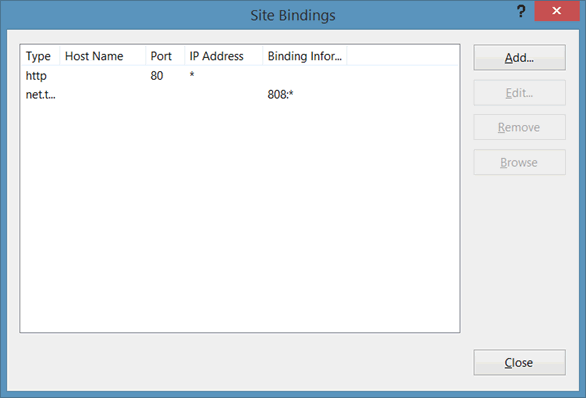 Site Bindings
?
Type Host Name Port IP Address Binding Infor...
http 80 *
net.t... 808:*
Add...
Edit...
Remove
Browse
Close